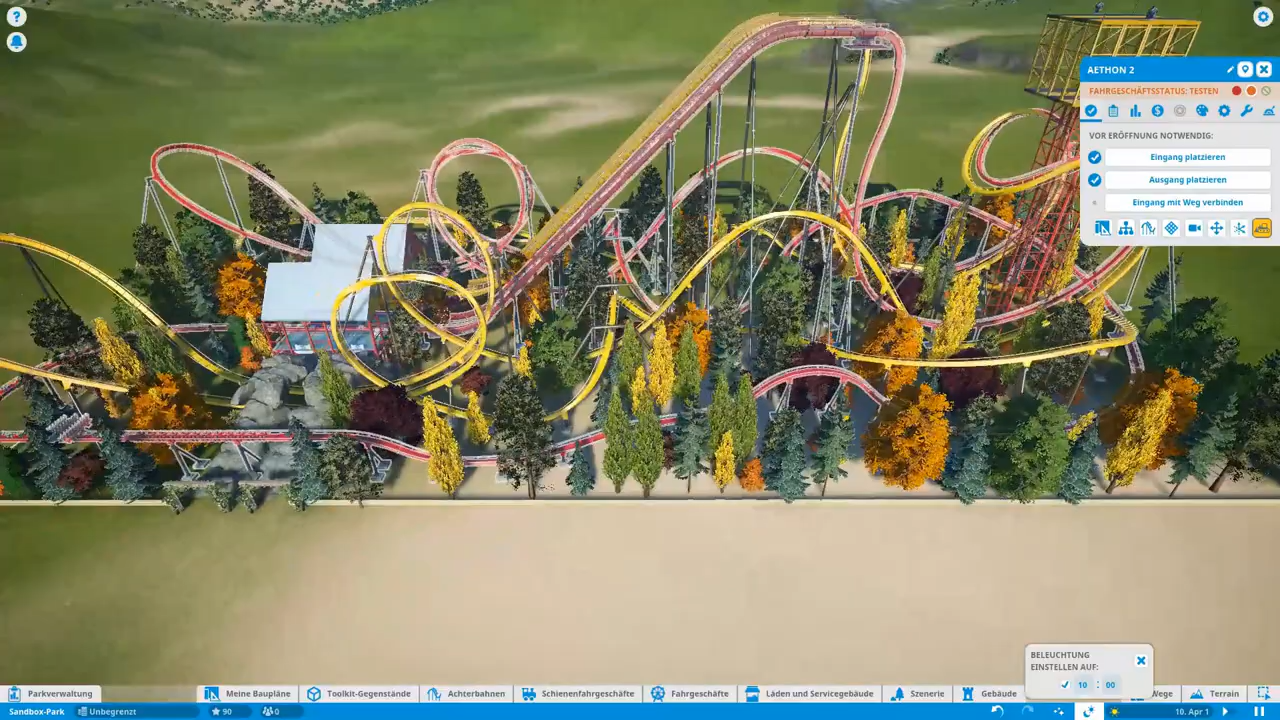 AETHON 2
FAHRGESCHÄFTSSTATUS: TESTEN
VOR ERÖFFNUNG NOTWENDIG:
Eingang platzieren
Ausgang platzieren
Eingang mit Weg verbinden
BELEUCHTUNG
EINSTELLEN AUF:
10 : 00
Parkverwaltung
Meine Baupläne
Toolkit-Gegenstände
Achterbahnen
Schienenfahrgeschäfte
Fahrgeschäfte
Läden und Servicegebäude
Szenerie
Gebäude
Wege
Terrain
Sandbox-Park
Unbegrenzt
90
0
10. Apr 1